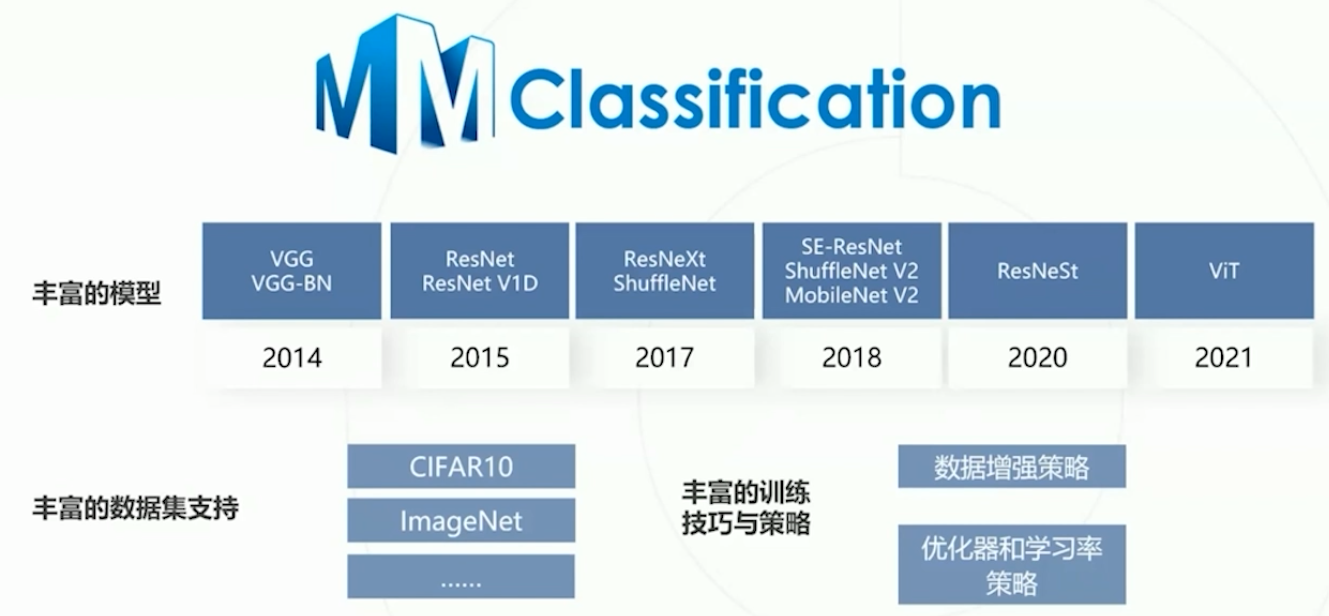 MMClassification
丰富的模型
VGG
VGG-BN
ResNet
ResNet V1D
ResNeXt
ShuffleNet
SE-ResNet
ShuffleNet V2
MobileNet V2
ResNeSt
ViT
2014
2015
2017
2018
2020
2021
丰富的数据集支持
CIFAR10
ImageNet
......
丰富的训练
技巧与策略
数据增强策略
优化器和学习率
策略